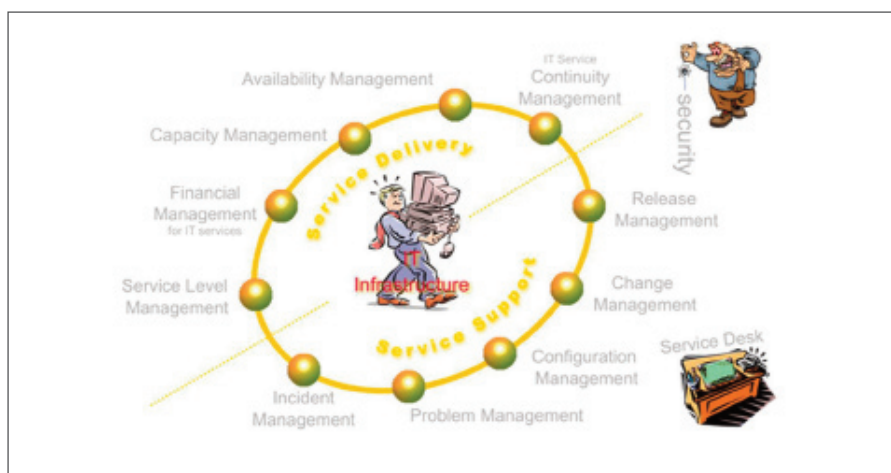 IT Service
Continuity
Management
Availability Management
Capacity Management
Financial
Management
for IT services
Service Level
Management
Service Delivery
IT
Infrastructure
Service Support
security
Release
Management
Change
Management
Service Desk
Configuration
Management
Incident
Management
Problem Management